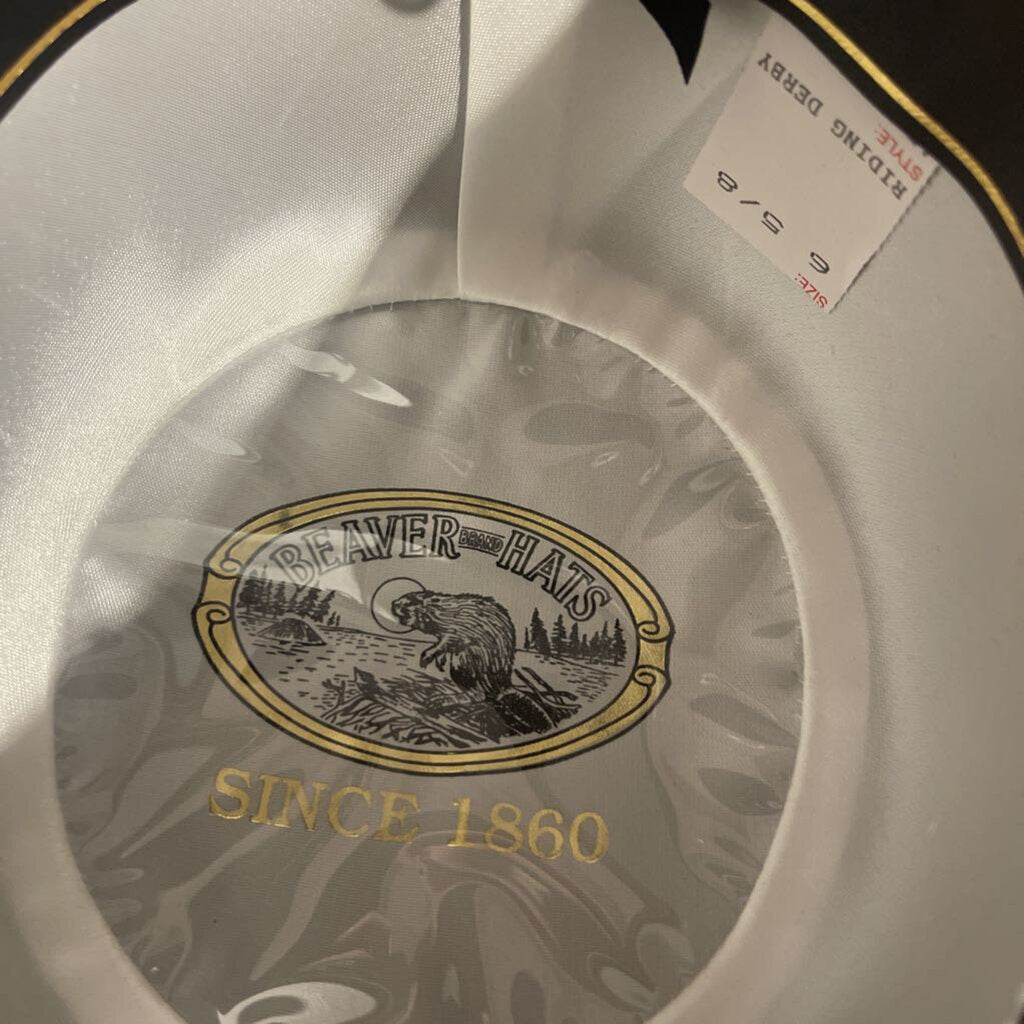 BEAVER BRAND HATS
SINCE 1860
STYLE:
RIDING DERBY
SIZE:
6 5/8